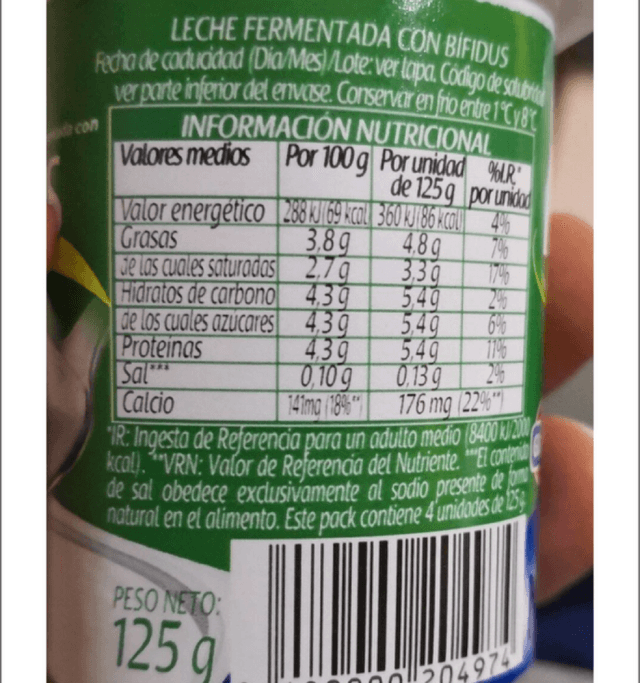 LECHE FERMENTADA CON BÍFIDUS
Fecha de caducidad (Día/Mes)/Lote: ver tapa. Código de
ver parte inferior del envase. Conservar en frío entre 1°C y 8°C
con
INFORMACIÓN NUTRICIONAL
Valores medios Por 100 g Por unidad de 125 g %I.R.* por unidad
Valor energético 288 kJ/69 kcal 360 kJ/86 kcal 4%
Grasas 3,8 g 4,8 g 7%
de las cuales saturadas 2,7 g 3,3 g 17%
Hidratos de carbono 4,3 g 5,4 g 2%
de los cuales azúcares 4,3 g 5,4 g 6%
Proteínas 4,3 g 5,4 g 11%
Sal*** 0,10 g 0,13 g 2%
Calcio 141mg (18%**) 176 mg (22%**)
*IR: Ingesta de Referencia para un adulto medio (8400 kJ/2000
kcal). **VRN: Valor de Referencia del Nutriente. ***El contenido
de sal obedece exclusivamente al sodio presente de forma
natural en el alimento. Este pack contiene 4 unidades de 125 g
PESO NETO:
125 g
204974